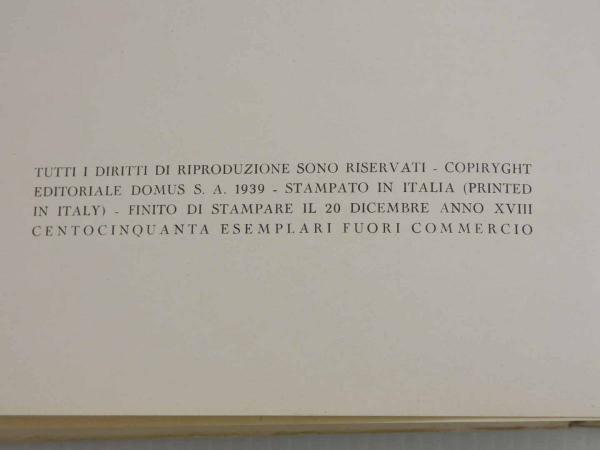 TUTTI I DIRITTI DI RIPRODUZIONE SONO RISERVATI - COPIRYGHT
EDITORIALE DOMUS S. A. 1939 - STAMPATO IN ITALIA (PRINTED
IN ITALY) - FINITO DI STAMPARE IL 20 DICEMBRE ANNO XVIII
CENTOCINQUANTA ESEMPLARI FUORI COMMERCIO